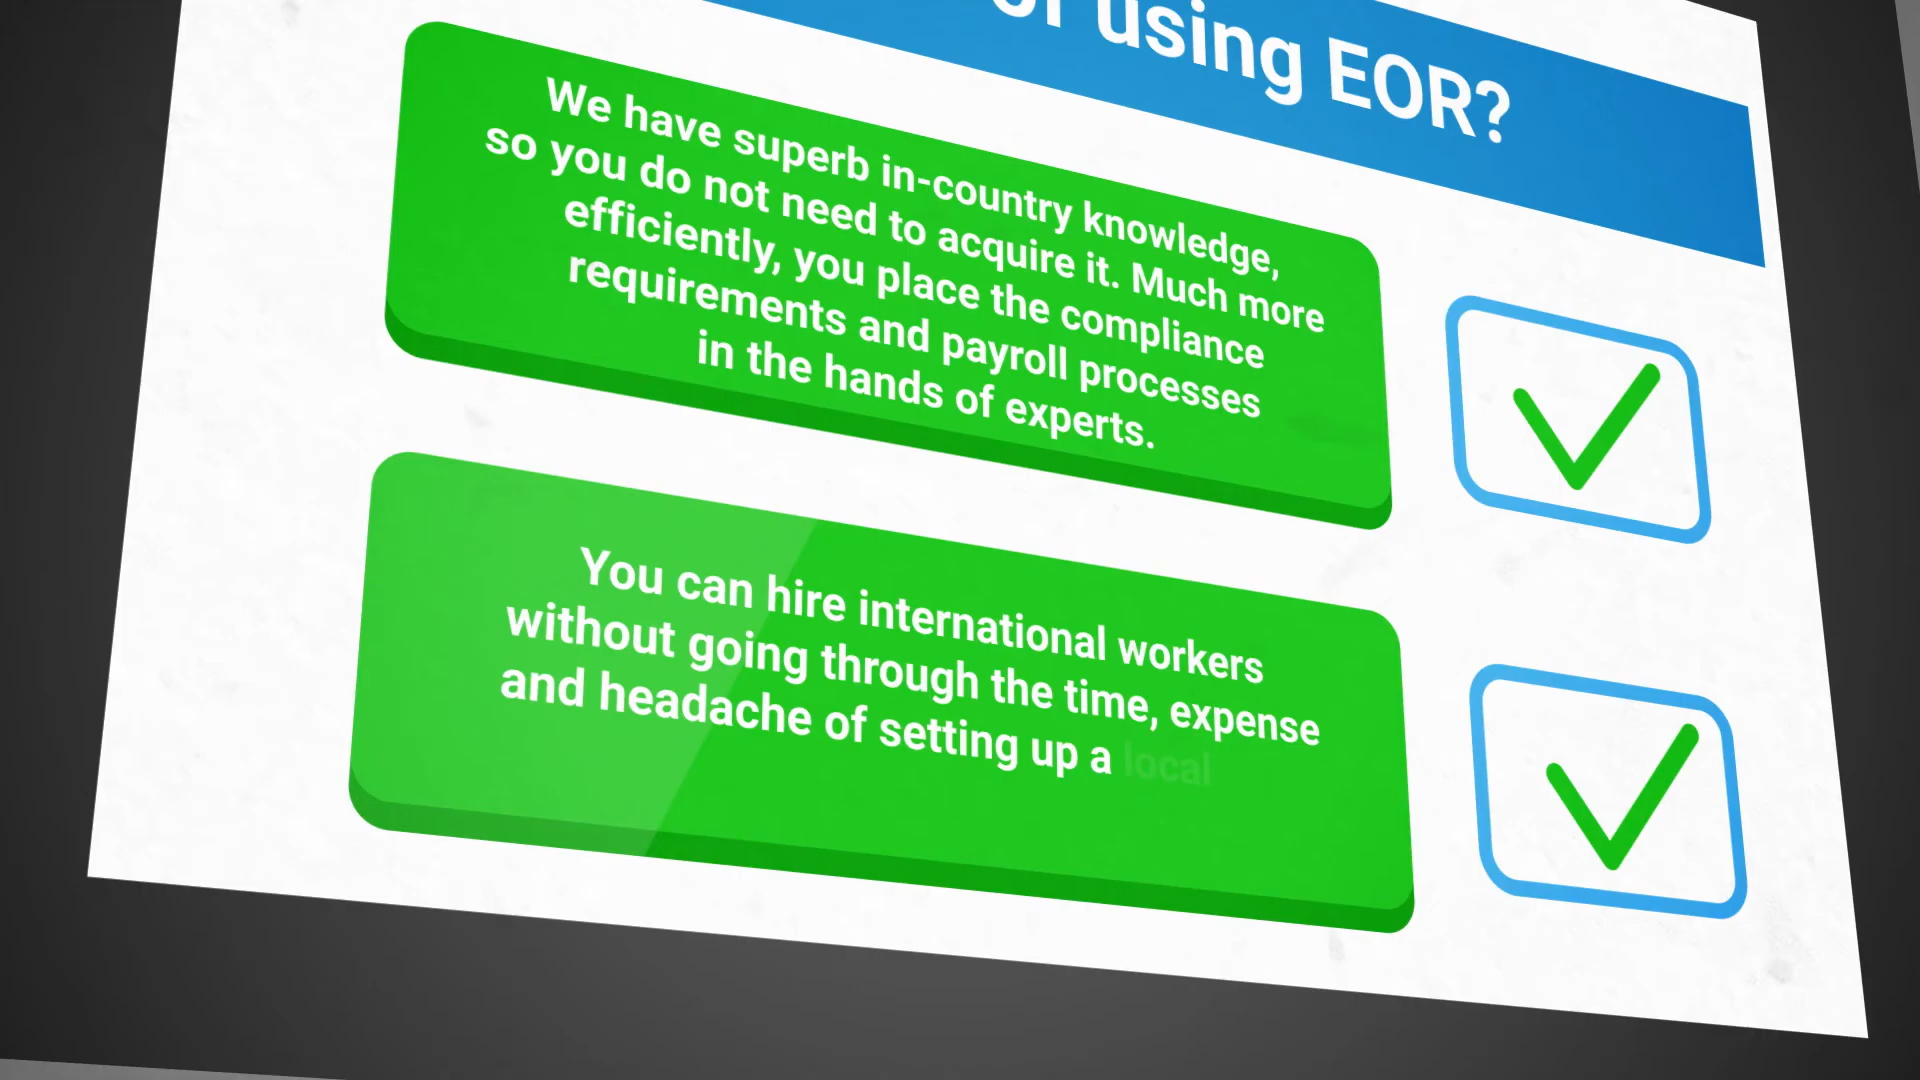 of using EOR?
We have superb in-country knowledge,
so you do not need to acquire it. Much more
efficiently, you place the compliance
requirements and payroll processes
in the hands of experts.
You can hire international workers
without going through the time, expense
and headache of setting up a local